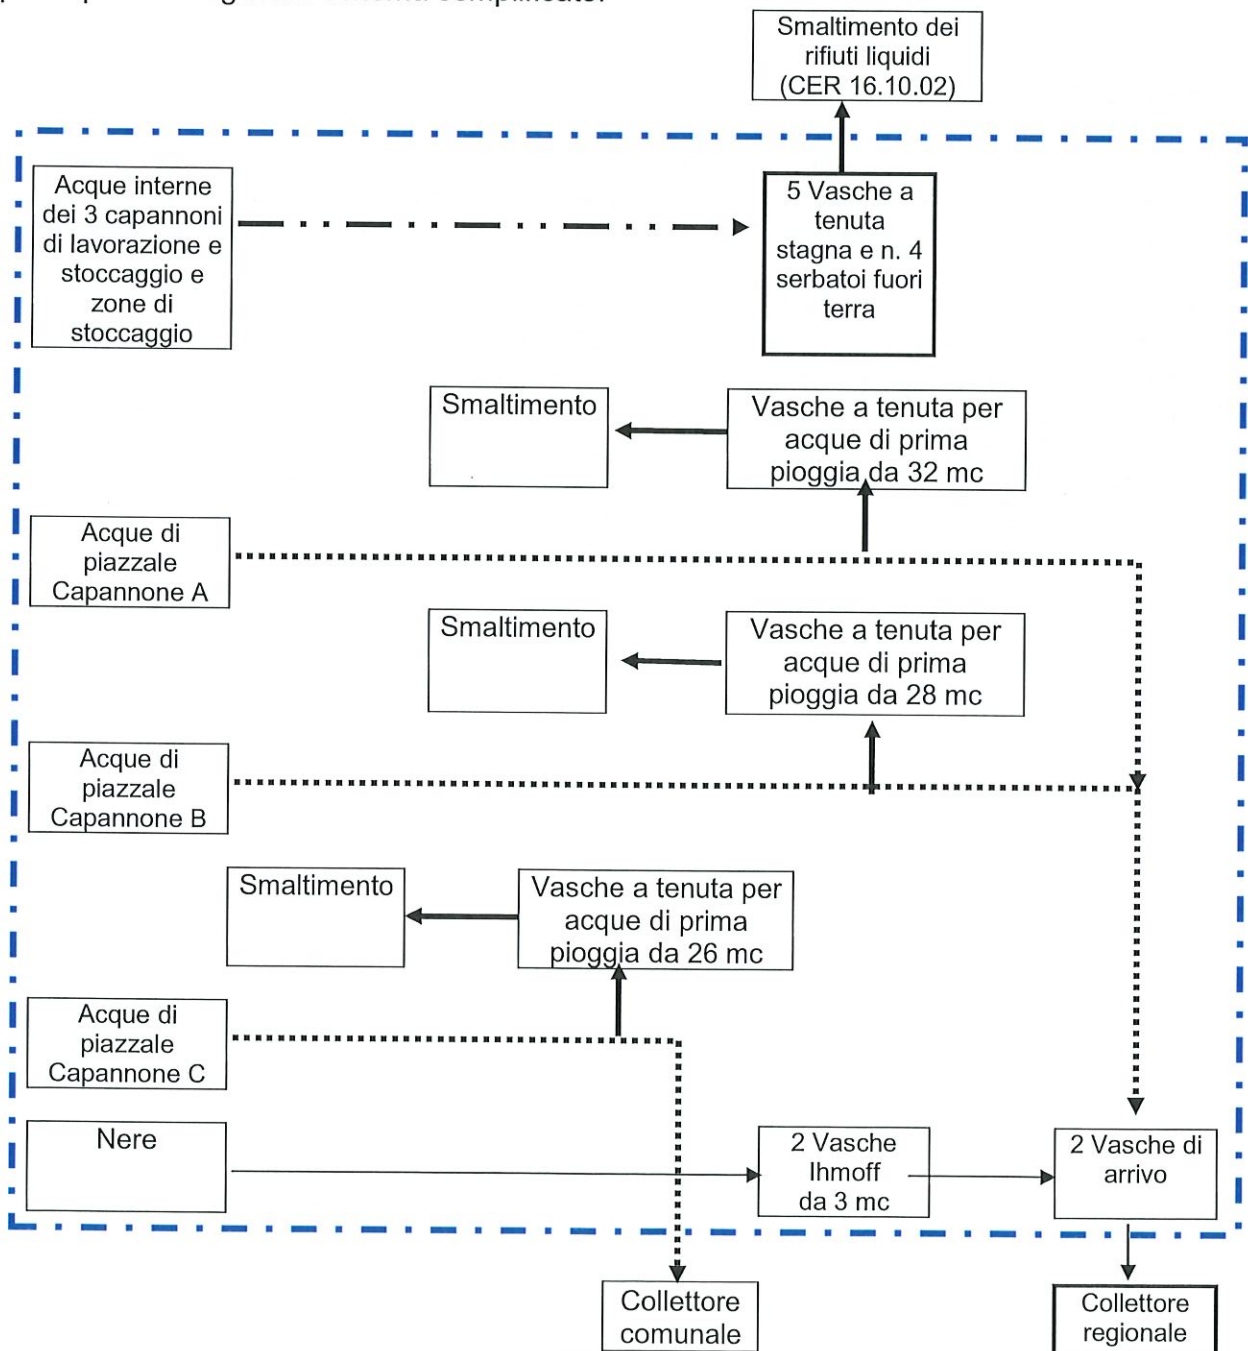 Smaltimento dei
rifiuti liquidi
(CER 16.10.02)
Acque interne
dei 3 capannoni
di lavorazione e
stoccaggio e
zone di
stoccaggio
5 Vasche a
tenuta
stagna e n. 4
serbatoi fuori
terra
Smaltimento
Vasche a tenuta per
acque di prima
pioggia da 32 mc
Acque di
piazzale
Capannone A
Smaltimento
Vasche a tenuta per
acque di prima
pioggia da 28 mc
Acque di
piazzale
Capannone B
Smaltimento
Vasche a tenuta per
acque di prima
pioggia da 26 mc
Acque di
piazzale
Capannone C
Nere
2 Vasche
Ihmoff
da 3 mc
2 Vasche di
arrivo
Collettore
comunale
Collettore
regionale